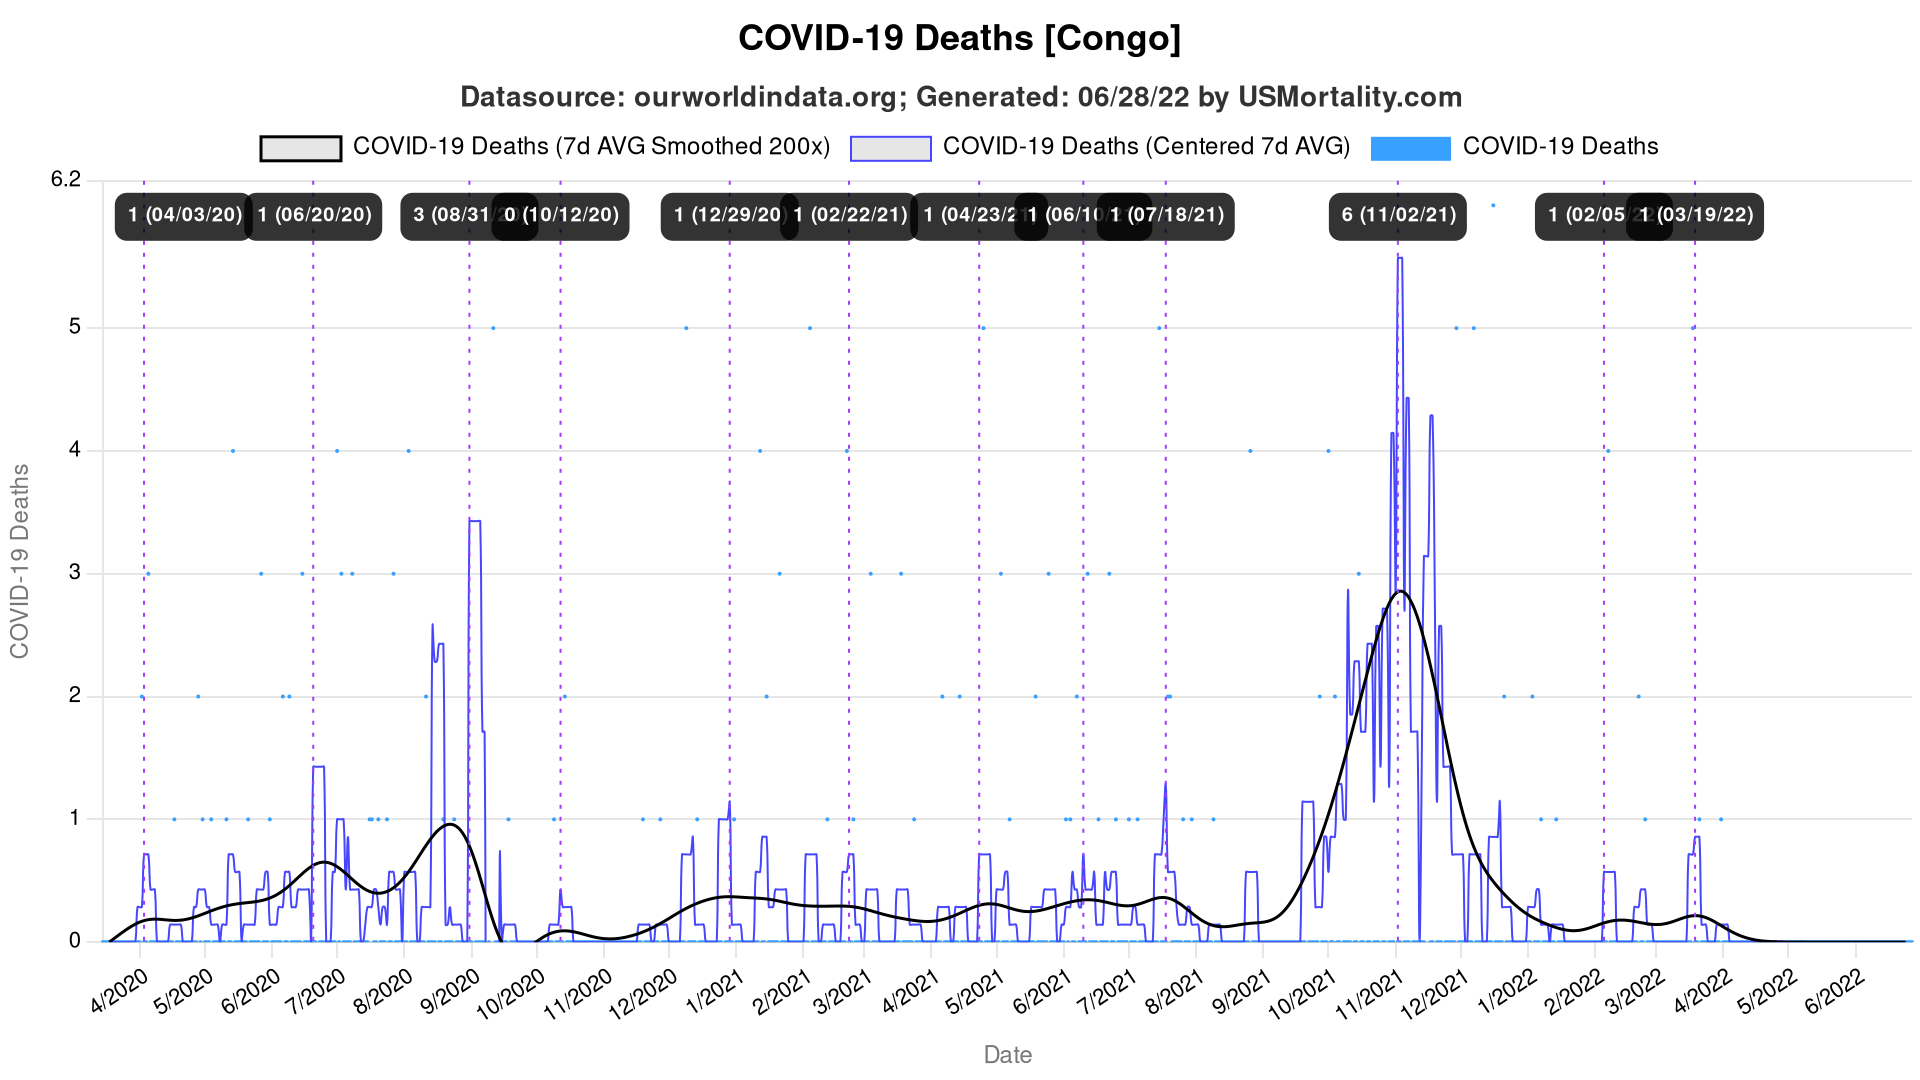 COVID-19 Deaths [Congo]
Datasource: ourworldindata.org; Generated: 06/28/22 by USMortality.com
COVID-19 Deaths (7d AVG Smoothed 200x) COVID-19 Deaths (Centered 7d AVG) COVID-19 Deaths
6.2
1 (04/03/20) 1 (06/20/20) 3 (08/31/20) 0 (10/12/20) 1 (12/29/20) 1 (02/22/21) 1 (04/23/21) 1 (06/10/21) 1 (07/18/21) 6 (11/02/21) 1 (02/05/22) 1 (03/19/22)
5
4
3
2
1
0
COVID-19 Deaths
4/2020 5/2020 6/2020 7/2020 8/2020 9/2020 10/2020 11/2020 12/2020 1/2021 2/2021 3/2021 4/2021 5/2021 6/2021 7/2021 8/2021 9/2021 10/2021 11/2021 12/2021 1/2022 2/2022 3/2022 4/2022 5/2022 6/2022
Date